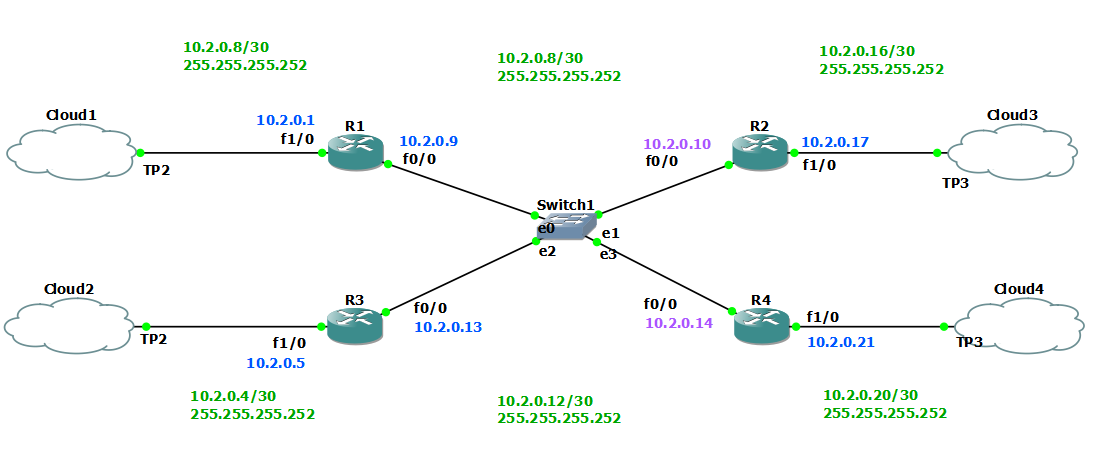 10.2.0.8/30
255.255.255.252
10.2.0.8/30
255.255.255.252
10.2.0.16/30
255.255.255.252
Cloud1
10.2.0.1
f1/0
R1
10.2.0.9
f0/0
TP2
10.2.0.10
f0/0
R2
10.2.0.17
f1/0
Cloud3
TP3
Switch1
e0
e1
e2
e3
Cloud2
TP2
R3
f0/0
10.2.0.13
f1/0
10.2.0.5
f0/0
10.2.0.14
R4
f1/0
10.2.0.21
Cloud4
TP3
10.2.0.4/30
255.255.255.252
10.2.0.12/30
255.255.255.252
10.2.0.20/30
255.255.255.252